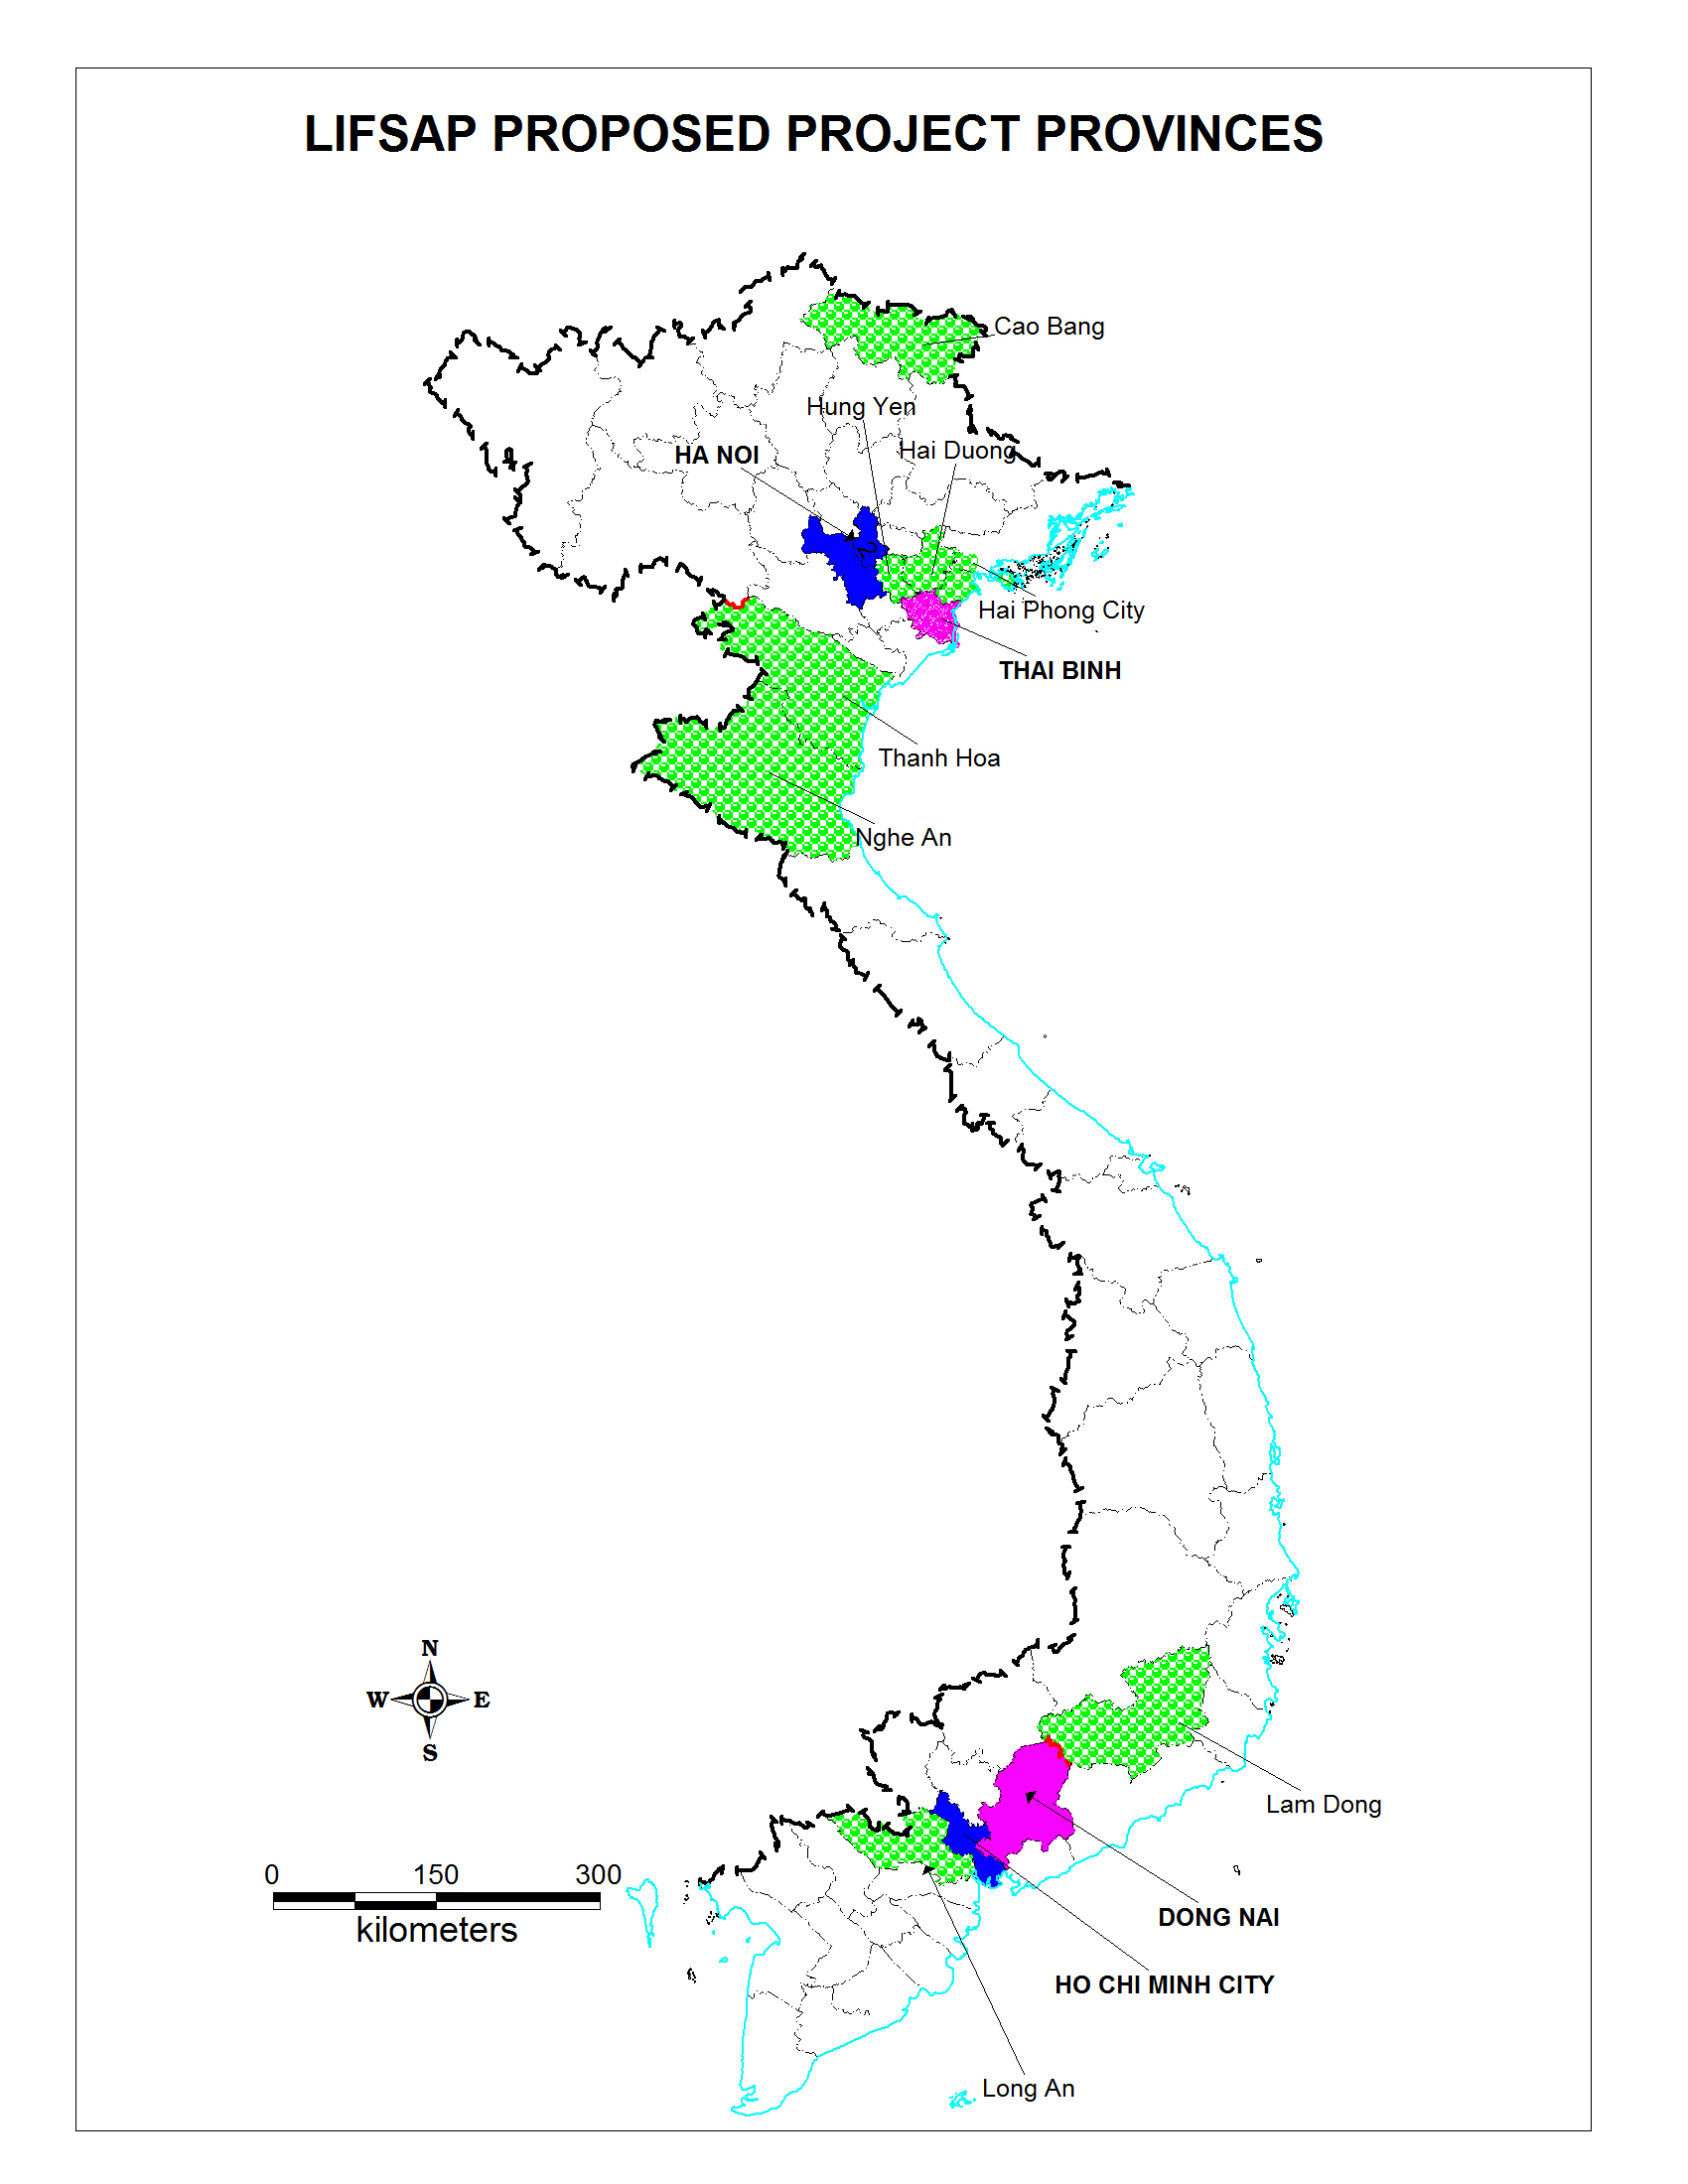 LIFSAP PROPOSED PROJECT PROVINCES
Cao Bang
Hung Yen
HA NOI
Hai Duong
2
Hai Phong City
THAI BINH
Thanh Hoa
Nghe An
N
W E
S
Lam Dong
0 150 300
kilometers
DONG NAI
HO CHI MINH CITY
Long An